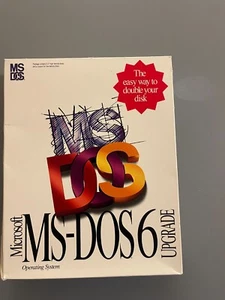 MS
DOS
The
easy way to
double your
disk
MS
DOS
Microsoft
MS-DOS 6
UPGRADE
Operating System